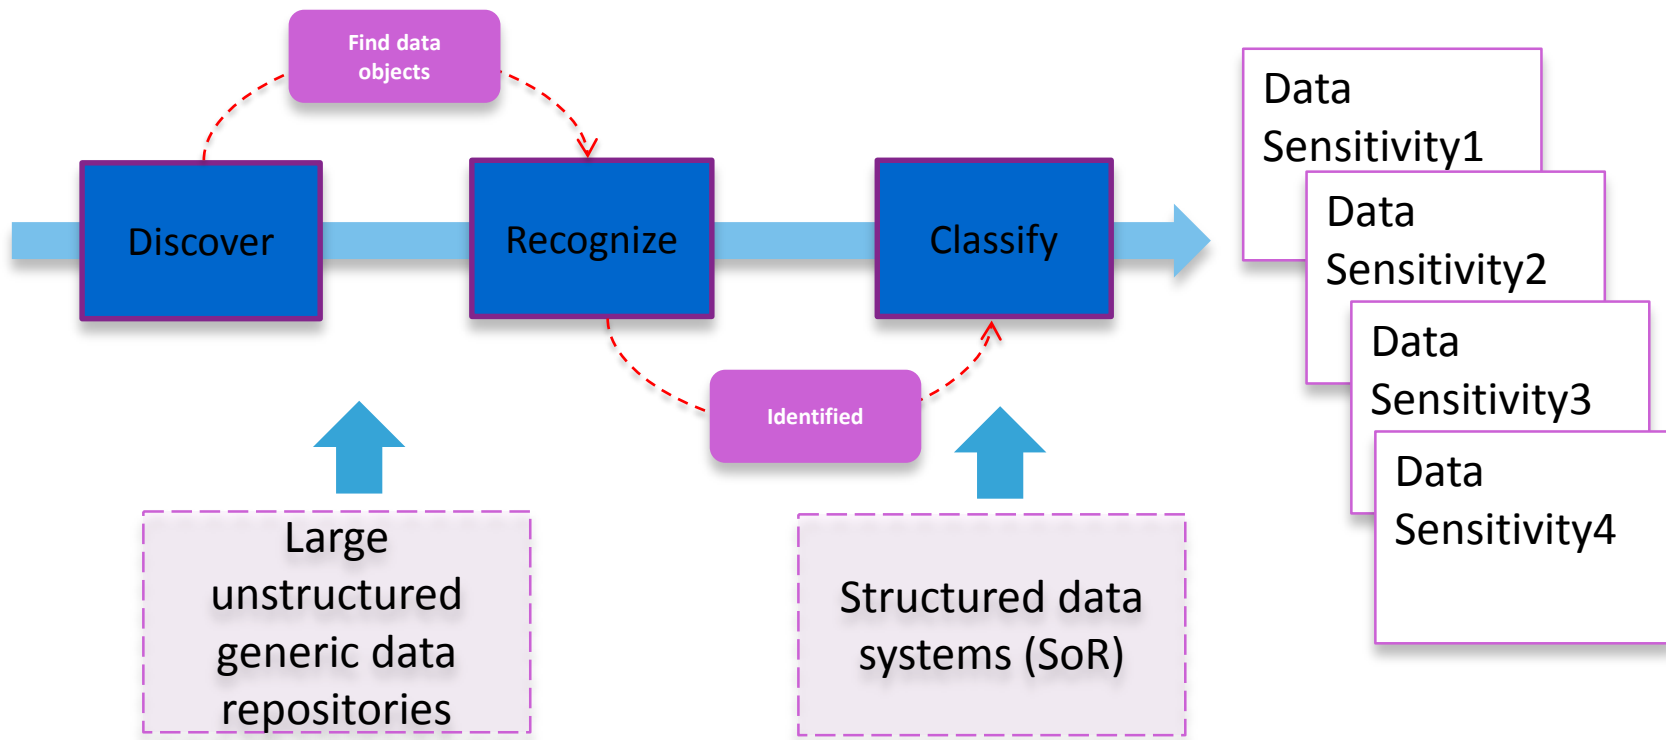 Find data
objects
Discover
Recognize
Classify
Identified
Large
unstructured
generic data
repositories
Structured data
systems (SoR)
Data
Sensitivity1
Data
Sensitivity2
Data
Sensitivity3
Data
Sensitivity4